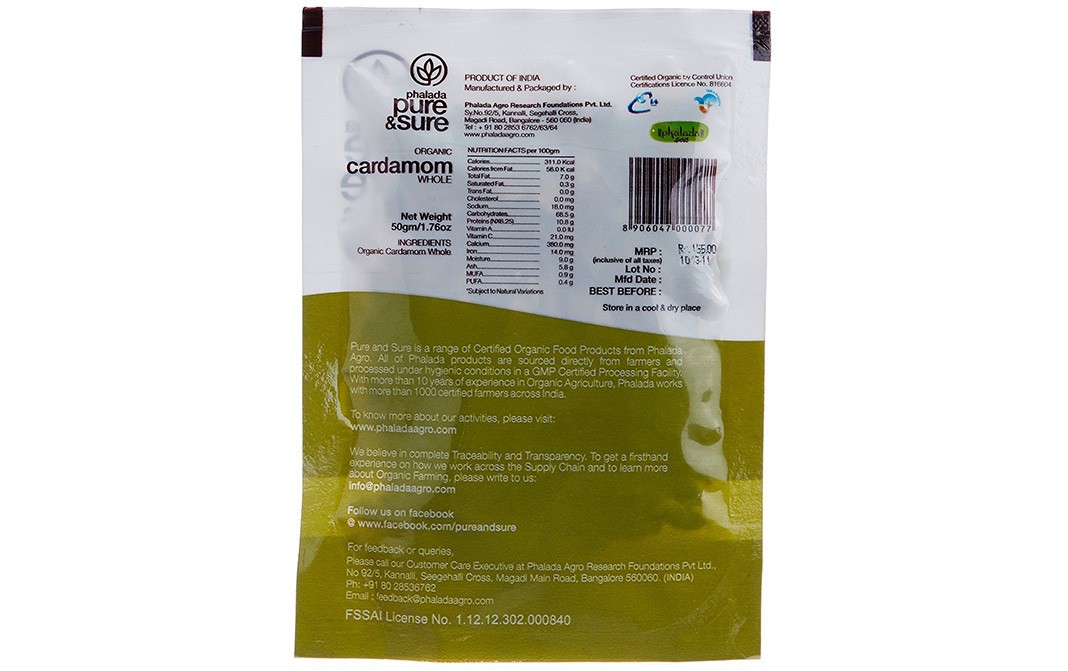 phalada
pure
&sure
ORGANIC
cardamom
WHOLE
Net Weight
50gm/1.76oz
INGREDIENTS
Organic Cardamom Whole
PRODUCT OF INDIA
Manufactured & Packaged by :
Phalada Agro Research Foundations Pvt. Ltd.
Sy.No.92/5, Kannalli, Segehalli Cross,
Magadi Road, Bangalore - 560 060 (India)
Tel : + 91 80 2853 6762/63/64
www.phaladaagro.com
NUTRITION FACTS per 100gm
Calories 311.0 Kcal
Calories from Fat 56.0 K cal
Total Fat 7.0 g
Saturated Fat 0.3 g
Trans Fat 0.0 g
Cholesterol 0.0 mg
Sodium 18.0 mg
Carbohydrates 68.5 g
Proteins (NX6.25) 10.8 g
Vitamin A 0.0 IU
Vitamin C 21.0 mg
Calcium 380.0 mg
Iron 14.0 mg
Moisture 9.0 g
Ash 5.8 g
MUFA 0.9 g
PUFA 0.4 g
*Subject to Natural Variations
Certified Organic by Control Union
Certifications Licence No. 816604
phalada
8 906047 000077
MRP :
(inclusive of all taxes)
Lot No :
Mfd Date :
BEST BEFORE :
Store in a cool & dry place
Pure and Sure is a range of Certified Organic Food Products from Phalada
Agro. All of Phalada products are sourced directly from farmers and
processed under hygienic conditions in a GMP Certified Processing Facility.
With more than 10 years of experience in Organic Agriculture, Phalada works
with more than 1000 certified farmers across India.
To know more about our activities, please visit:
www.phaladaagro.com
We believe in complete Traceability and Transparency. To get a firsthand
experience on how we work across the Supply Chain and to learn more
about Organic Farming, please write to us:
info@phaladaagro.com
Follow us on facebook
@ www.facebook.com/pureandsure
For feedback or queries,
Please call our Customer Care Executive at Phalada Agro Research Foundations Pvt Ltd.,
No 92/5, Kannalli, Seegehalli Cross, Magadi Main Road, Bangalore 560060. (INDIA)
Ph: +91 80 28536762
Email : feedback@phaladaagro.com
FSSAI License No. 1.12.12.302.000840